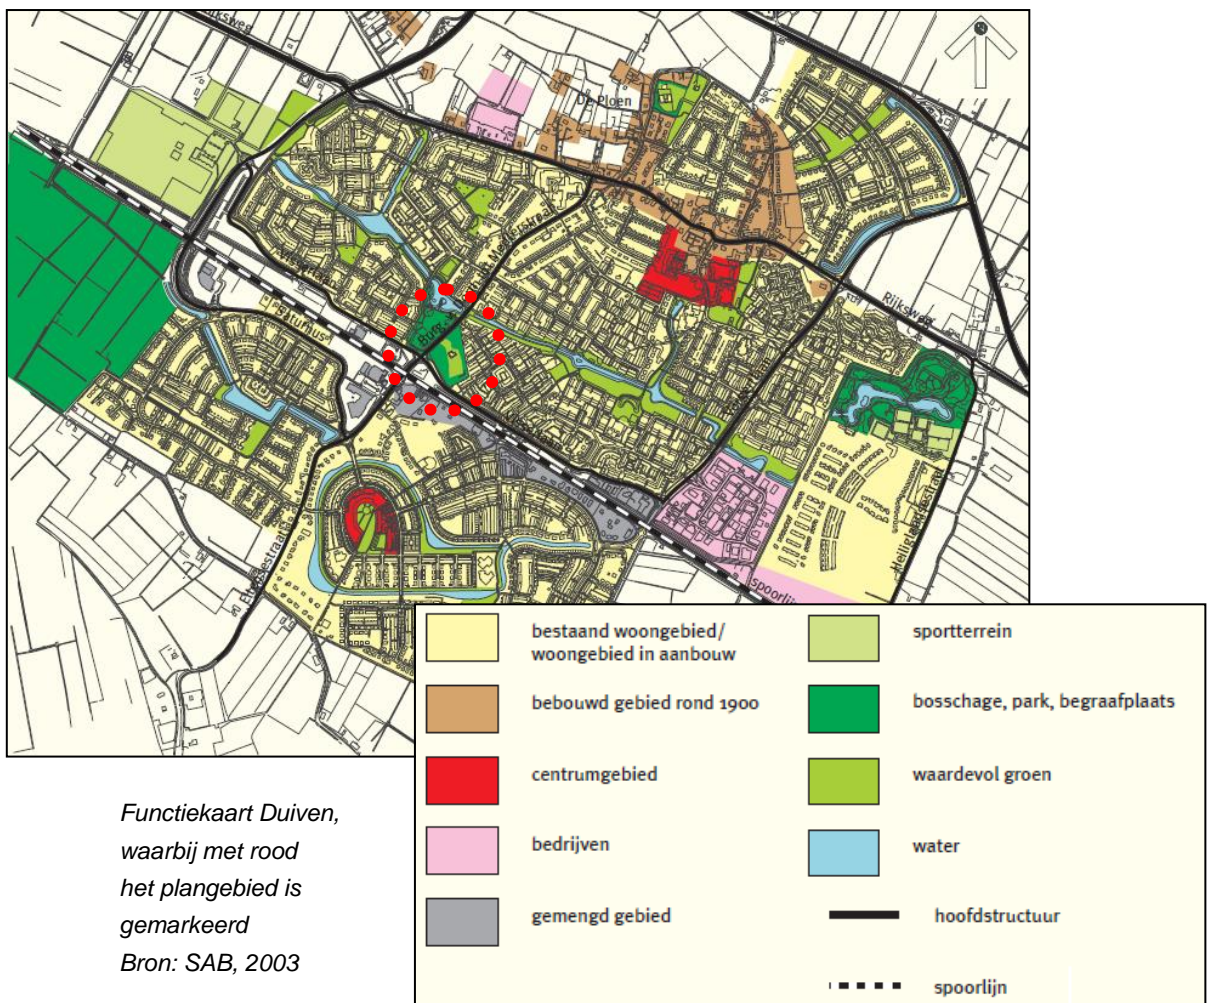 Rijksweg
De Ploen
Rijksweg
spoorlijn
bestaand woongebied/
woongebied in aanbouw
bebouwd gebied rond 1900
centrumgebied
bedrijven
gemengd gebied
sportterrein
bosschage, park, begraafplaats
waardevol groen
water
hoofdstructuur
spoorlijn
Functiekaart Duiven,
waarbij met rood
het plangebied is
gemarkeerd
Bron: SAB, 2003